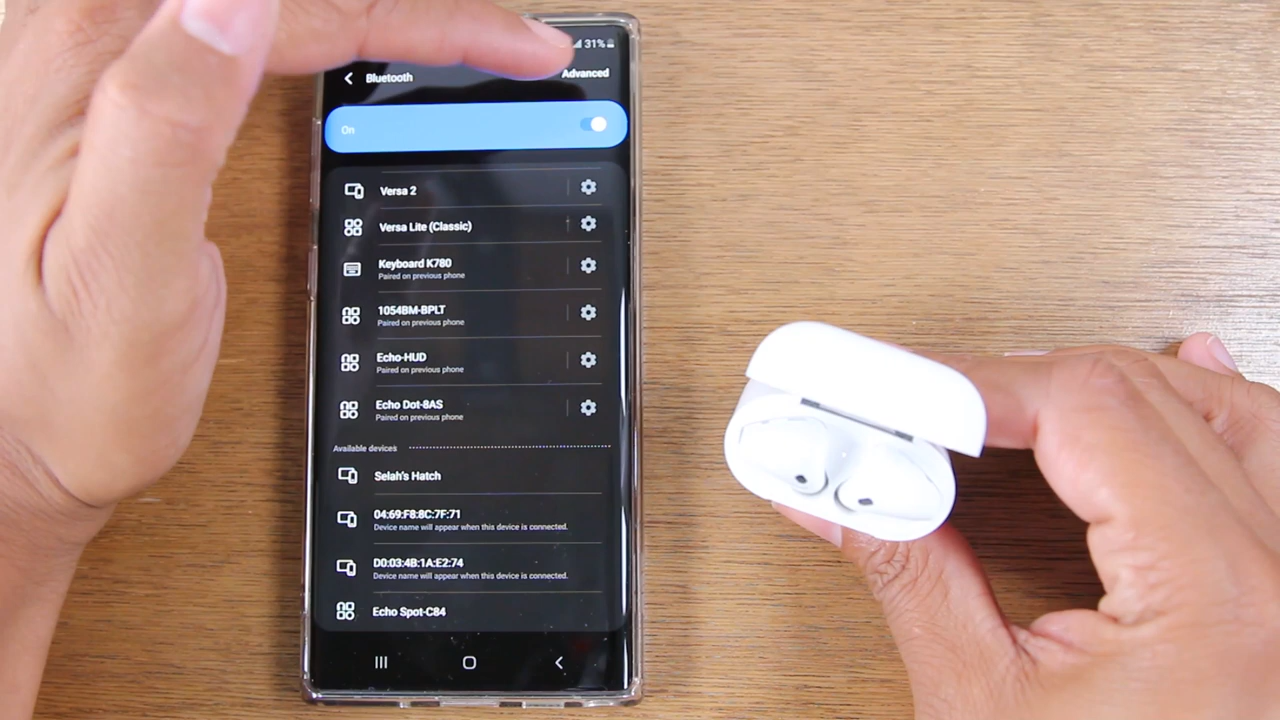 31%
Bluetooth
Advanced
On
Versa 2
Versa Lite (Classic)
Keyboard K780
Paired on previous phone
1054BM-BPLT
Paired on previous phone
Echo-HUD
Paired on previous phone
Echo Dot-8AS
Paired on previous phone
Available devices
Selah's Hatch
04:69:F8:8C:7F:71
Device name will appear when this device is connected.
D0:03:4B:1A:E2:74
Device name will appear when this device is connected.
Echo Spot-C84